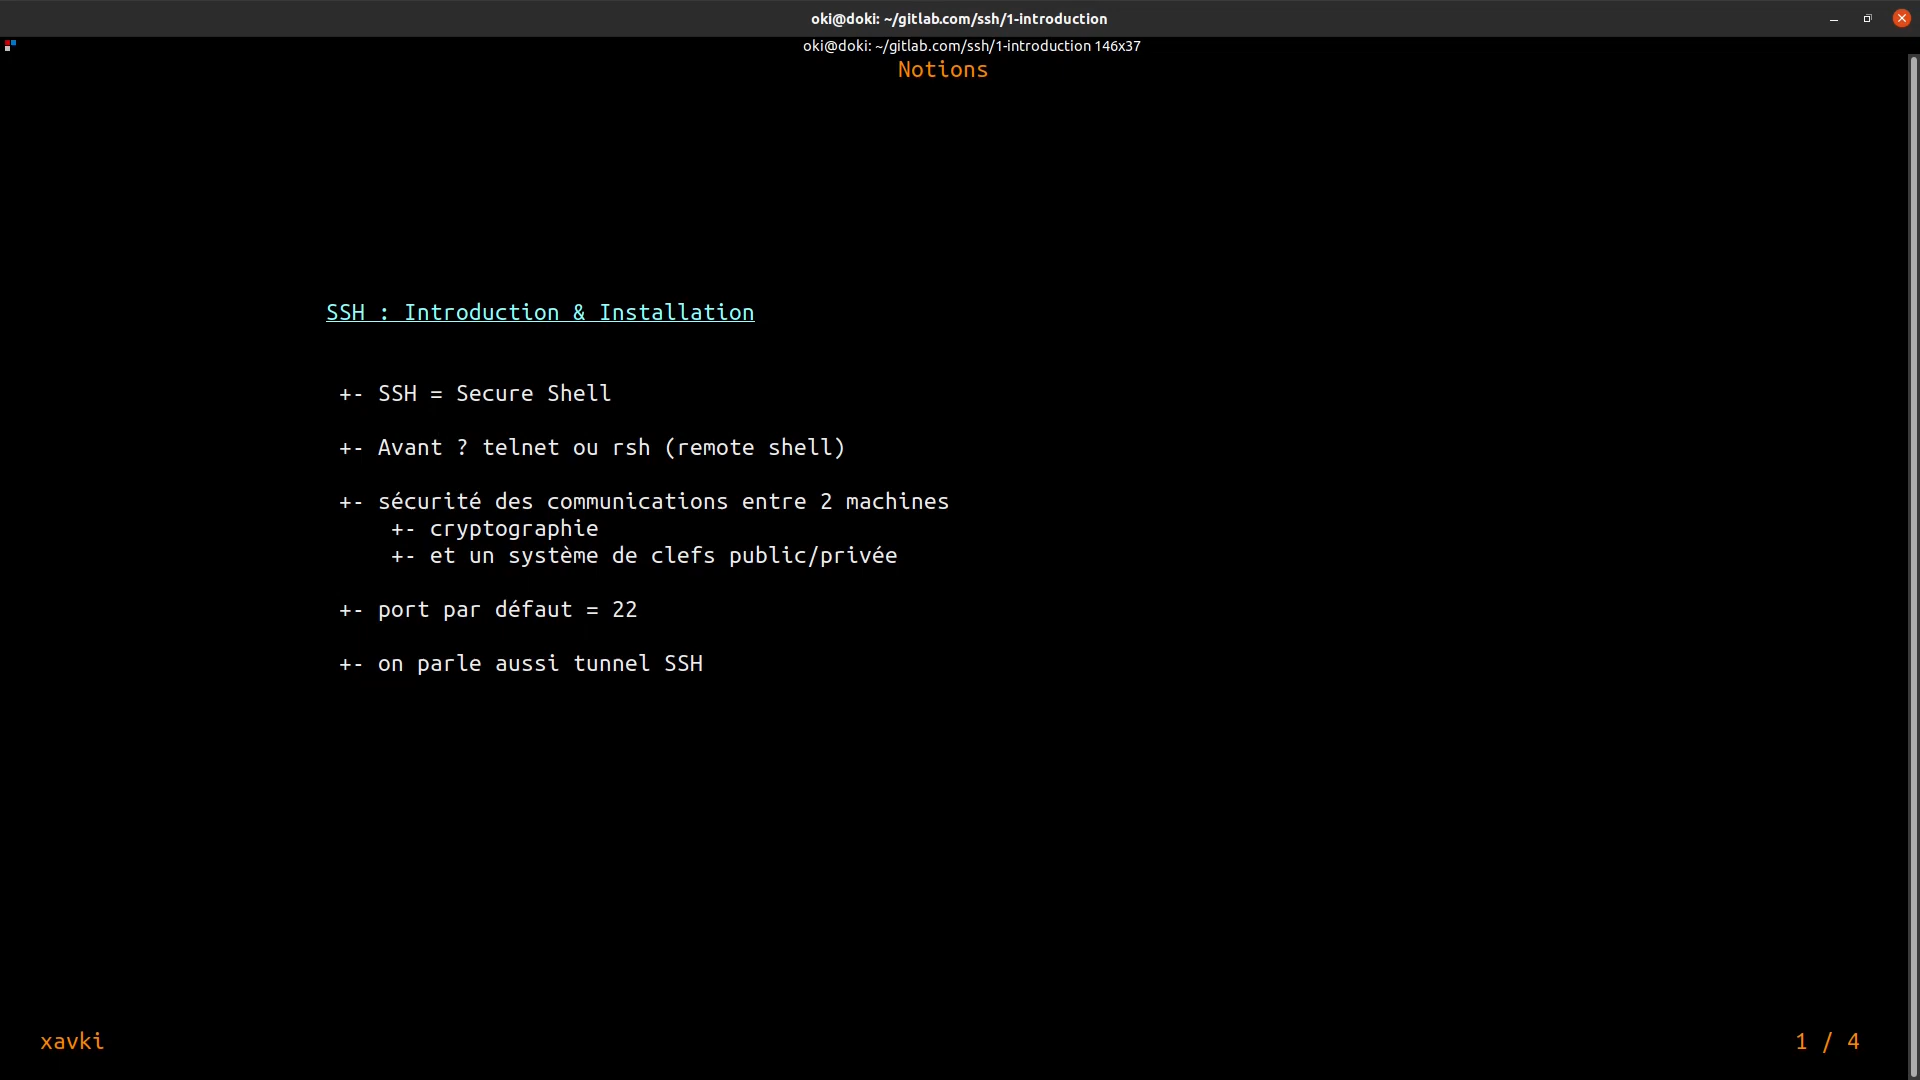 oki@doki: ~/gitlab.com/ssh/1-introduction
oki@doki: ~/gitlab.com/ssh/1-introduction 146x37
Notions
SSH : Introduction & Installation
+- SSH = Secure Shell
+- Avant ? telnet ou rsh (remote shell)
+- sécurité des communications entre 2 machines
+- cryptographie
+- et un système de clefs public/privée
+- port par défaut = 22
+- on parle aussi tunnel SSH
xavki
1 / 4